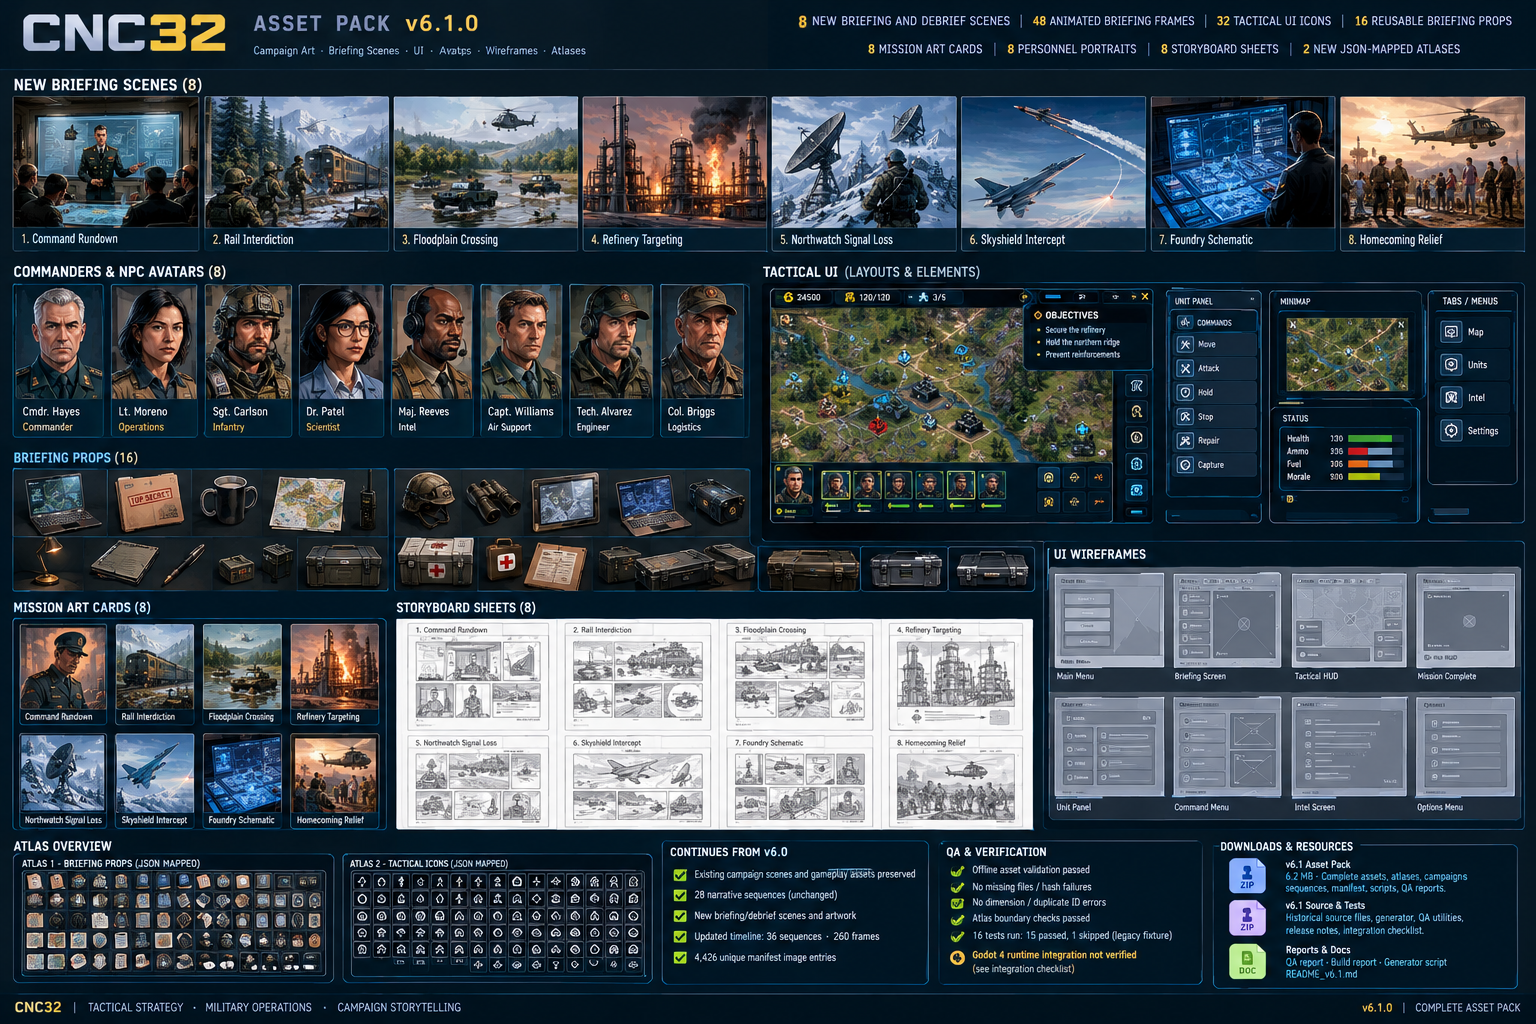 CNC32
ASSET PACK v6.1.0
Campaign Art · Briefing Scenes · UI · Avatps · Wireframes · Atlases
8 NEW BRIEFING AND DEBRIEF SCENES | 48 ANIMATED BRIEFING FRAMES | 32 TACTICAL UI ICONS | 16 REUSABLE BRIEFING PROPS
8 MISSION ART CARDS | 8 PERSONNEL PORTRAITS | 8 STORYBOARD SHEETS | 2 NEW JSON-MAPPED ATLASES
NEW BRIEFING SCENES (8)
1. Command Rundown
2. Rail Interdiction
3. Floodplain Crossing
4. Refinery Targeting
5. Northwatch Signal Loss
6. Skyshield Intercept
7. Foundry Schematic
8. Homecoming Relief
COMMANDERS & NPC AVATARS (8)
Cmdr. Hayes
Commander
Lt. Moreno
Operations
Sgt. Carlson
Infantry
Dr. Patel
Scientist
Maj. Reeves
Intel
Capt. Williams
Air Support
Tech. Alvarez
Engineer
Col. Briggs
Logistics
TACTICAL UI (LAYOUTS & ELEMENTS)
24500
120/120
3/5
OBJECTIVES
Secure the refinery
Hold the northern ridge
Prevent reinforcements
UNIT PANEL
COMMANDS
Move
Attack
Hold
Stop
Repair
Capture
MINIMAP
STATUS
Health
Ammo
Fuel
Morale
TABS / MENUS
Map
Units
Intel
Settings
BRIEFING PROPS (16)
TOP SECRET
UI WIREFRAMES
Main Menu
Briefing Screen
Tactical HUD
Mission Complete
Unit Panel
Command Menu
Intel Screen
Options Menu
MISSION ART CARDS (8)
Command Rundown
Rail Interdiction
Floodplain Crossing
Refinery Targeting
Northwatch Signal Loss
Skyshield Intercept
Foundry Schematic
Homecoming Relief
STORYBOARD SHEETS (8)
1. Command Rundown
2. Rail Interdiction
3. Floodplain Crossing
4. Refinery Targeting
5. Northwatch Signal Loss
6. Skyshield Intercept
7. Foundry Schematic
8. Homecoming Relief
ATLAS OVERVIEW
ATLAS 1 - BRIEFING PROPS (JSON MAPPED)
ATLAS 2 - TACTICAL ICONS (JSON MAPPED)
CONTINUES FROM v6.0
Existing campaign scenes and gameplay assets preserved
28 narrative sequences (unchanged)
New briefing/debrief scenes and artwork
Updated timeline: 36 sequences · 260 frames
4,426 unique manifest image entries
QA & VERIFICATION
Offline asset validation passed
No missing files / hash failures
No dimension / duplicate ID errors
Atlas boundary checks passed
16 tests run: 15 passed, 1 skipped (legacy fixture)
Godot 4 runtime integration not verified
(see integration checklist)
DOWNLOADS & RESOURCES
ZIP
v6.1 Asset Pack
6.2 MB · Complete assets, atlases, campaigns
sequences, manifest, scripts, QA reports.
ZIP
v6.1 Source & Tests
Historical source files, generator, QA utilities,
release notes, integration checklist.
DOC
Reports & Docs
QA report · Build report · Generator script
README_v6.1.md
CNC32 | TACTICAL STRATEGY · MILITARY OPERATIONS · CAMPAIGN STORYTELLING
v6.1.0 | COMPLETE ASSET PACK